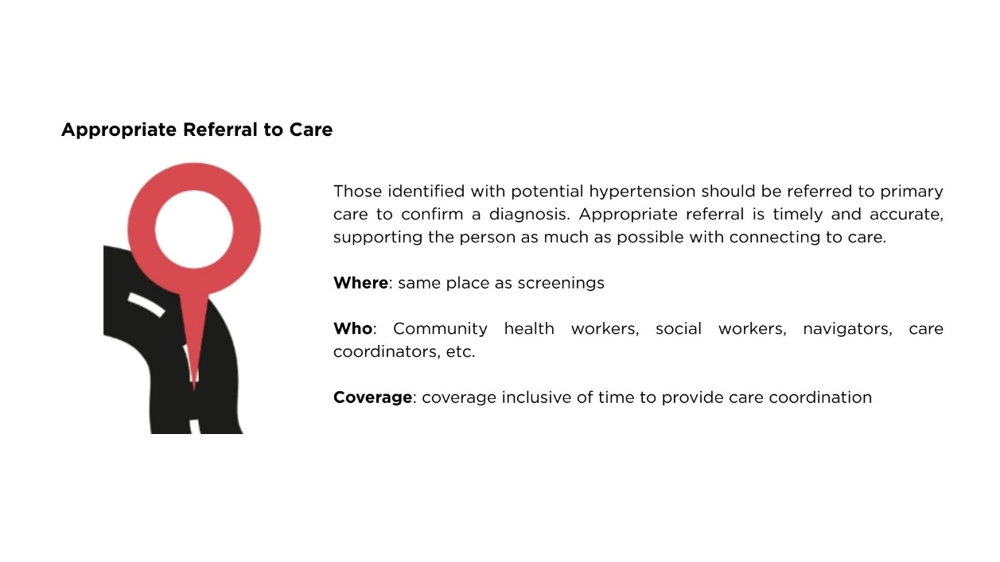 Appropriate Referral to Care
Those identified with potential hypertension should be referred to primary
care to confirm a diagnosis. Appropriate referral is timely and accurate,
supporting the person as much as possible with connecting to care.
Where: same place as screenings
Who: Community health workers, social workers, navigators, care
coordinators, etc.
Coverage: coverage inclusive of time to provide care coordination